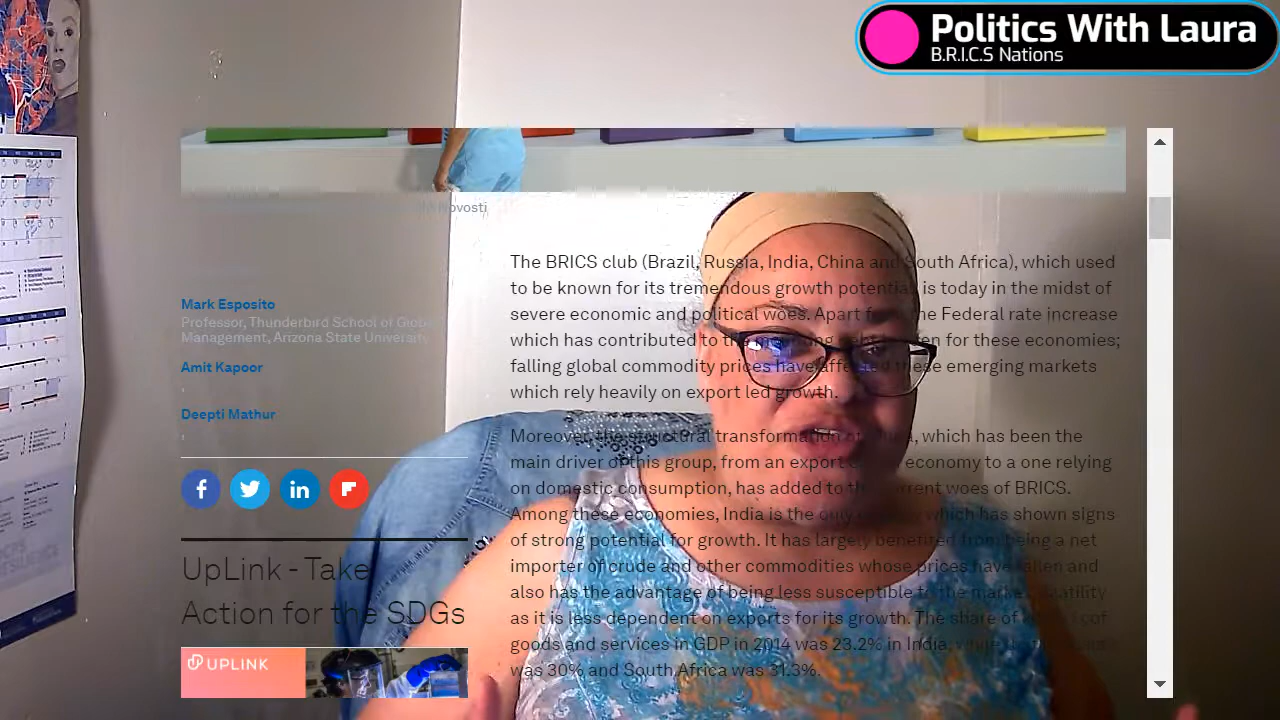 Politics With Laura
B.R.I.C.S Nations
Novosti
Mark Esposito
Professor, Thunderbird School of Global
Management, Arizona State University
Amit Kapoor
,
Deepti Mathur
,
UpLink - Take
Action for the SDGs
UPLINK
The BRICS club (Brazil, Russia, India, China and South Africa), which used
to be known for its tremendous growth potential, is today in the midst of
severe economic and political woes. Apart from the Federal rate increase
which has contributed to the for these economies;
falling global commodity prices have affected these emerging markets
which rely heavily on export led growth.
Moreover, the structural transformation of which has been the
main driver of this group, from an export economy to a one relying
on domestic consumption, has added to the current woes of BRICS.
Among these economies, India is the only which has shown signs
of strong potential for growth. It has largely benefited from being a net
importer of crude and other commodities whose prices have fallen and
also has the advantage of being less susceptible to the market volatility
as it is less dependent on exports for its growth. The share of of
goods and services in GDP in 2014 was 23.2% in India,
was 30% and South Africa was 31.3%.